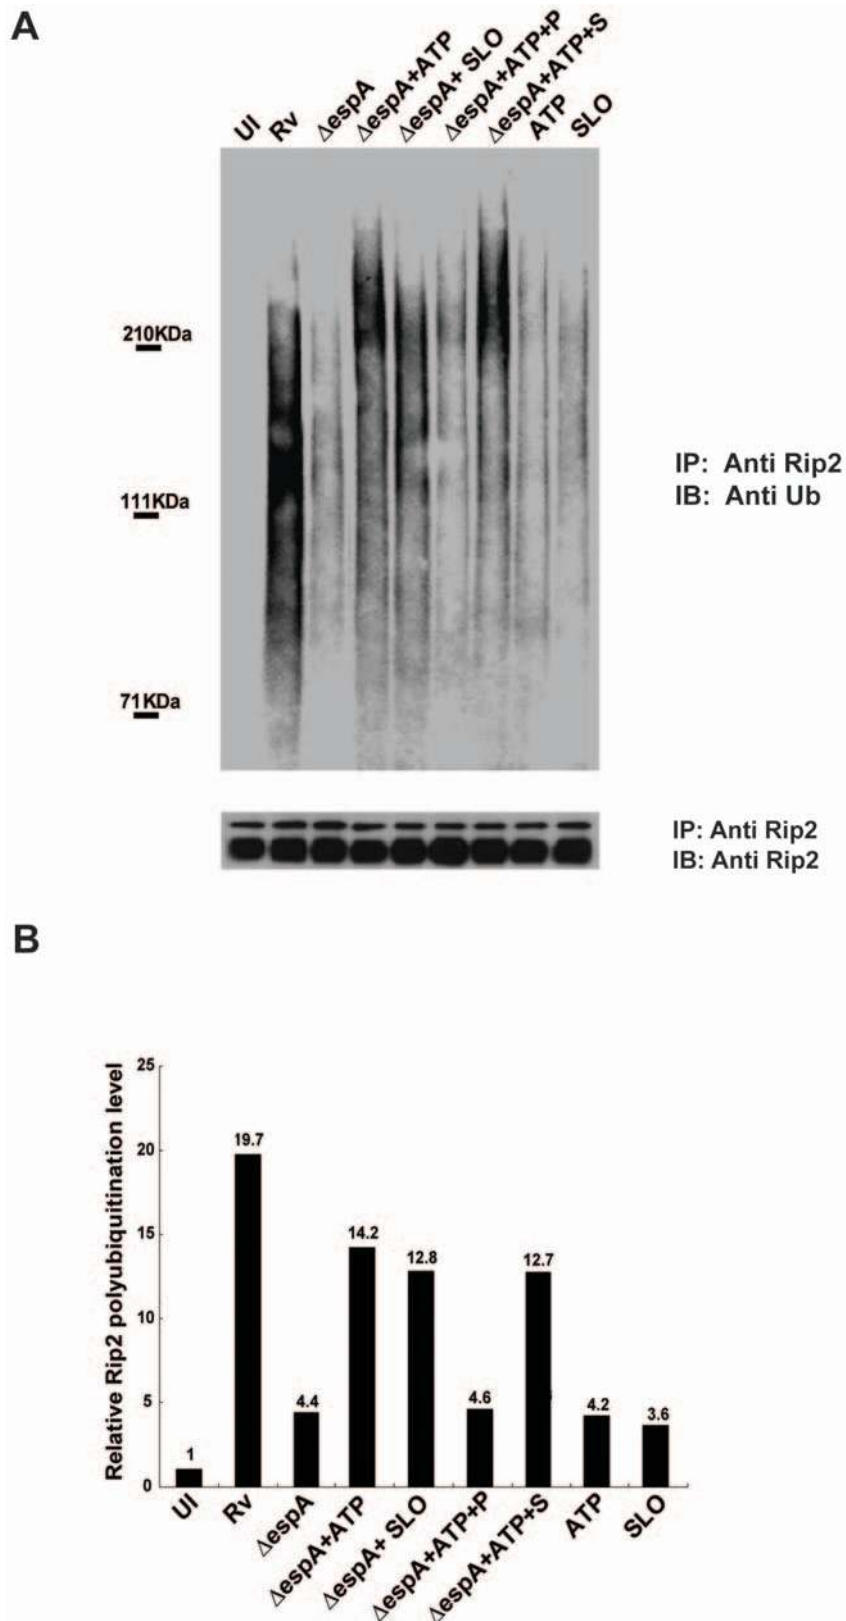 A
UI Rv ΔespA ΔespA+ATP ΔespA+ SLO ΔespA+ATP+P ΔespA+ATP+S ATP SLO
210KDa
111KDa
71KDa
IP: Anti Rip2
IB: Anti Ub
IP: Anti Rip2
IB: Anti Rip2
B
Relative Rip2 polyubiquitination level
25
20
15
10
5
0
1 19.7 4.4 14.2 12.8 4.6 12.7 4.2 3.6
UI Rv ΔespA ΔespA+ATP ΔespA+ SLO ΔespA+ATP+P ΔespA+ATP+S ATP SLO